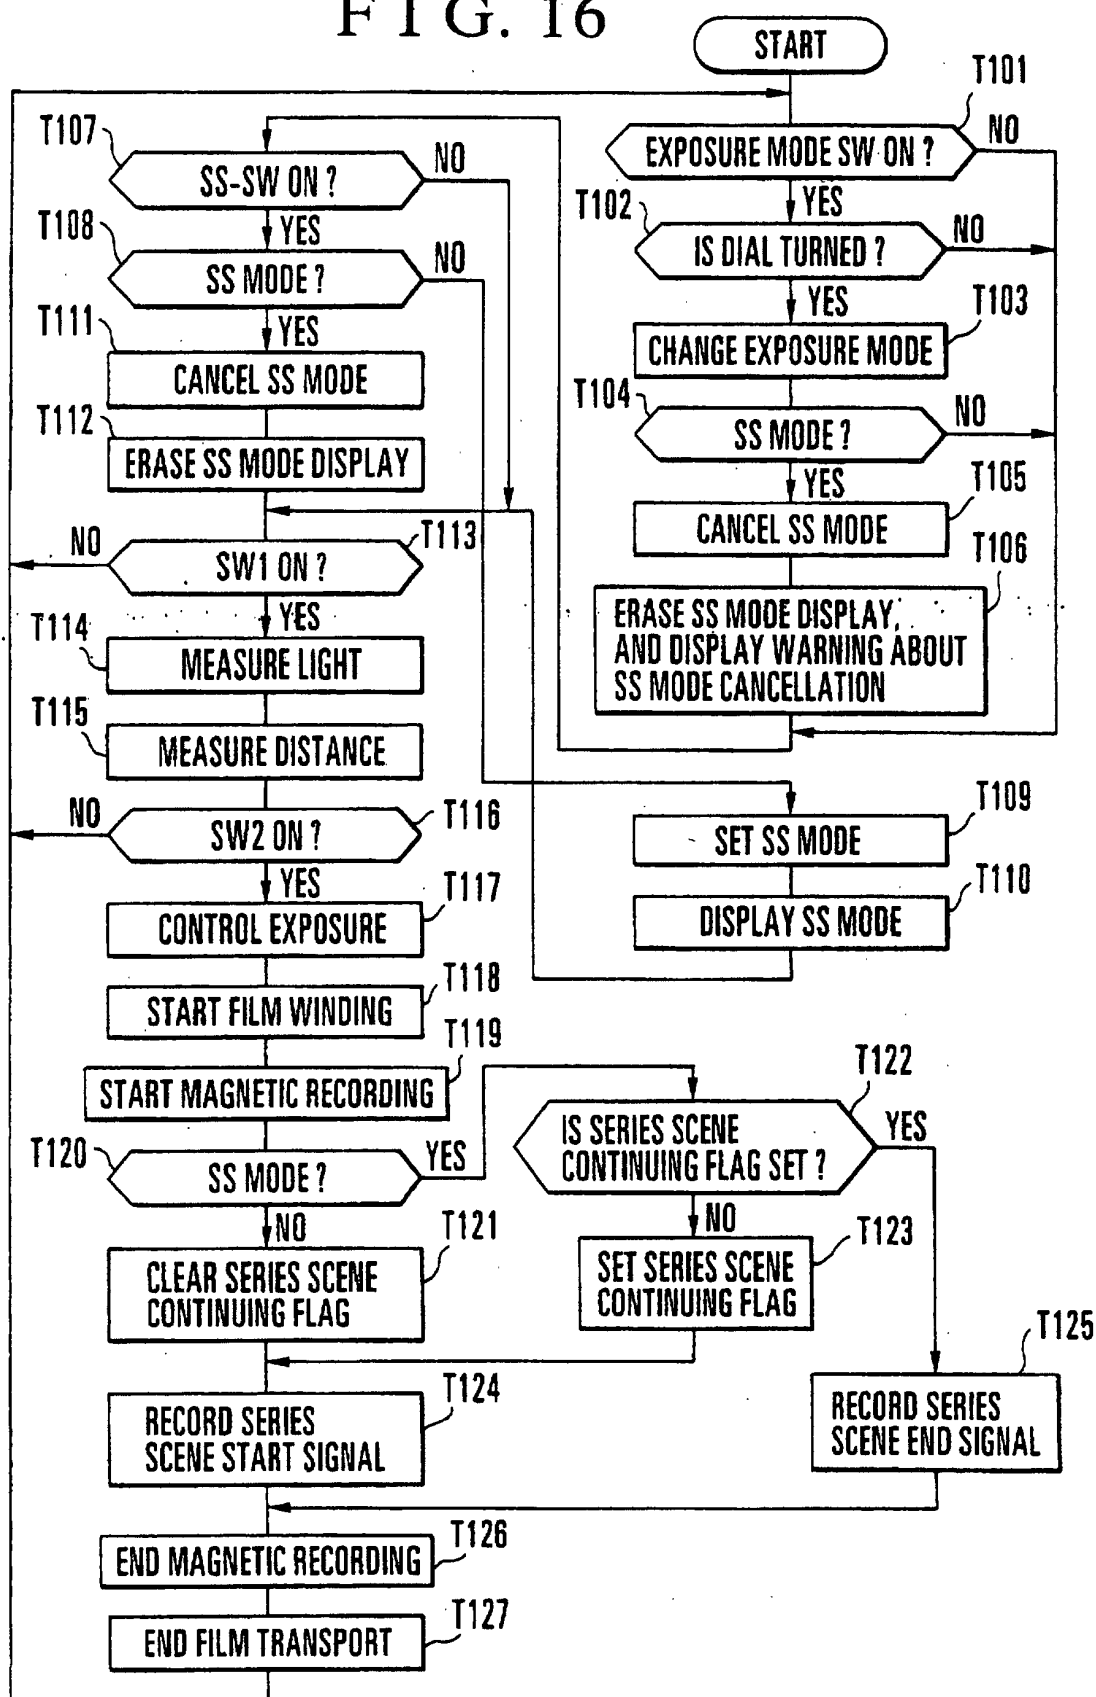 FIG. 16
START
T101
EXPOSURE MODE SW ON ?
NO
YES
T102
IS DIAL TURNED ?
NO
YES
T103
CHANGE EXPOSURE MODE
T104
SS MODE ?
NO
YES
T105
CANCEL SS MODE
T106
ERASE SS MODE DISPLAY,
AND DISPLAY WARNING ABOUT
SS MODE CANCELLATION
T107
SS-SW ON ?
NO
YES
T108
SS MODE ?
NO
YES
T109
SET SS MODE
T110
DISPLAY SS MODE
T111
CANCEL SS MODE
T112
ERASE SS MODE DISPLAY
T113
SW1 ON ?
NO
YES
T114
MEASURE LIGHT
T115
MEASURE DISTANCE
T116
SW2 ON ?
NO
YES
T117
CONTROL EXPOSURE
T118
START FILM WINDING
T119
START MAGNETIC RECORDING
T120
SS MODE ?
YES
NO
T121
CLEAR SERIES SCENE
CONTINUING FLAG
T122
IS SERIES SCENE
CONTINUING FLAG SET ?
YES
NO
T123
SET SERIES SCENE
CONTINUING FLAG
T124
RECORD SERIES
SCENE START SIGNAL
T125
RECORD SERIES
SCENE END SIGNAL
T126
END MAGNETIC RECORDING
T127
END FILM TRANSPORT